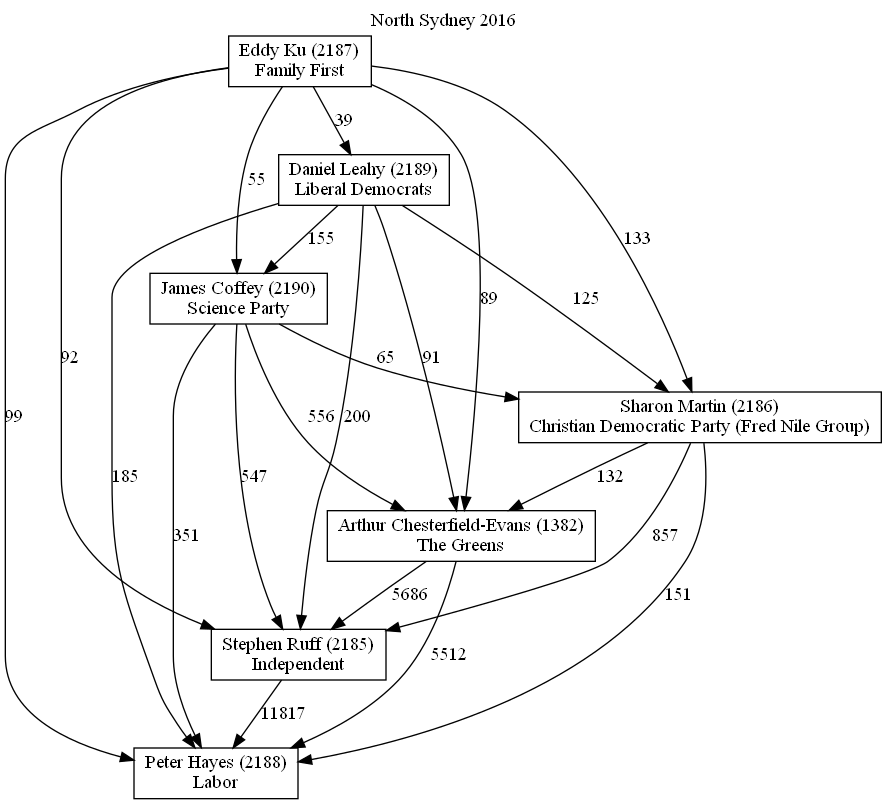 North Sydney 2016
Eddy Ku (2187)
Family First
39
Daniel Leahy (2189)
Liberal Democrats
55
155
133
James Coffey (2190)
Science Party
89
125
92
91
65
99
Sharon Martin (2186)
Christian Democratic Party (Fred Nile Group)
556
200
185
547
132
Arthur Chesterfield-Evans (1382)
The Greens
351
857
5686
151
Stephen Ruff (2185)
Independent
5512
11817
Peter Hayes (2188)
Labor